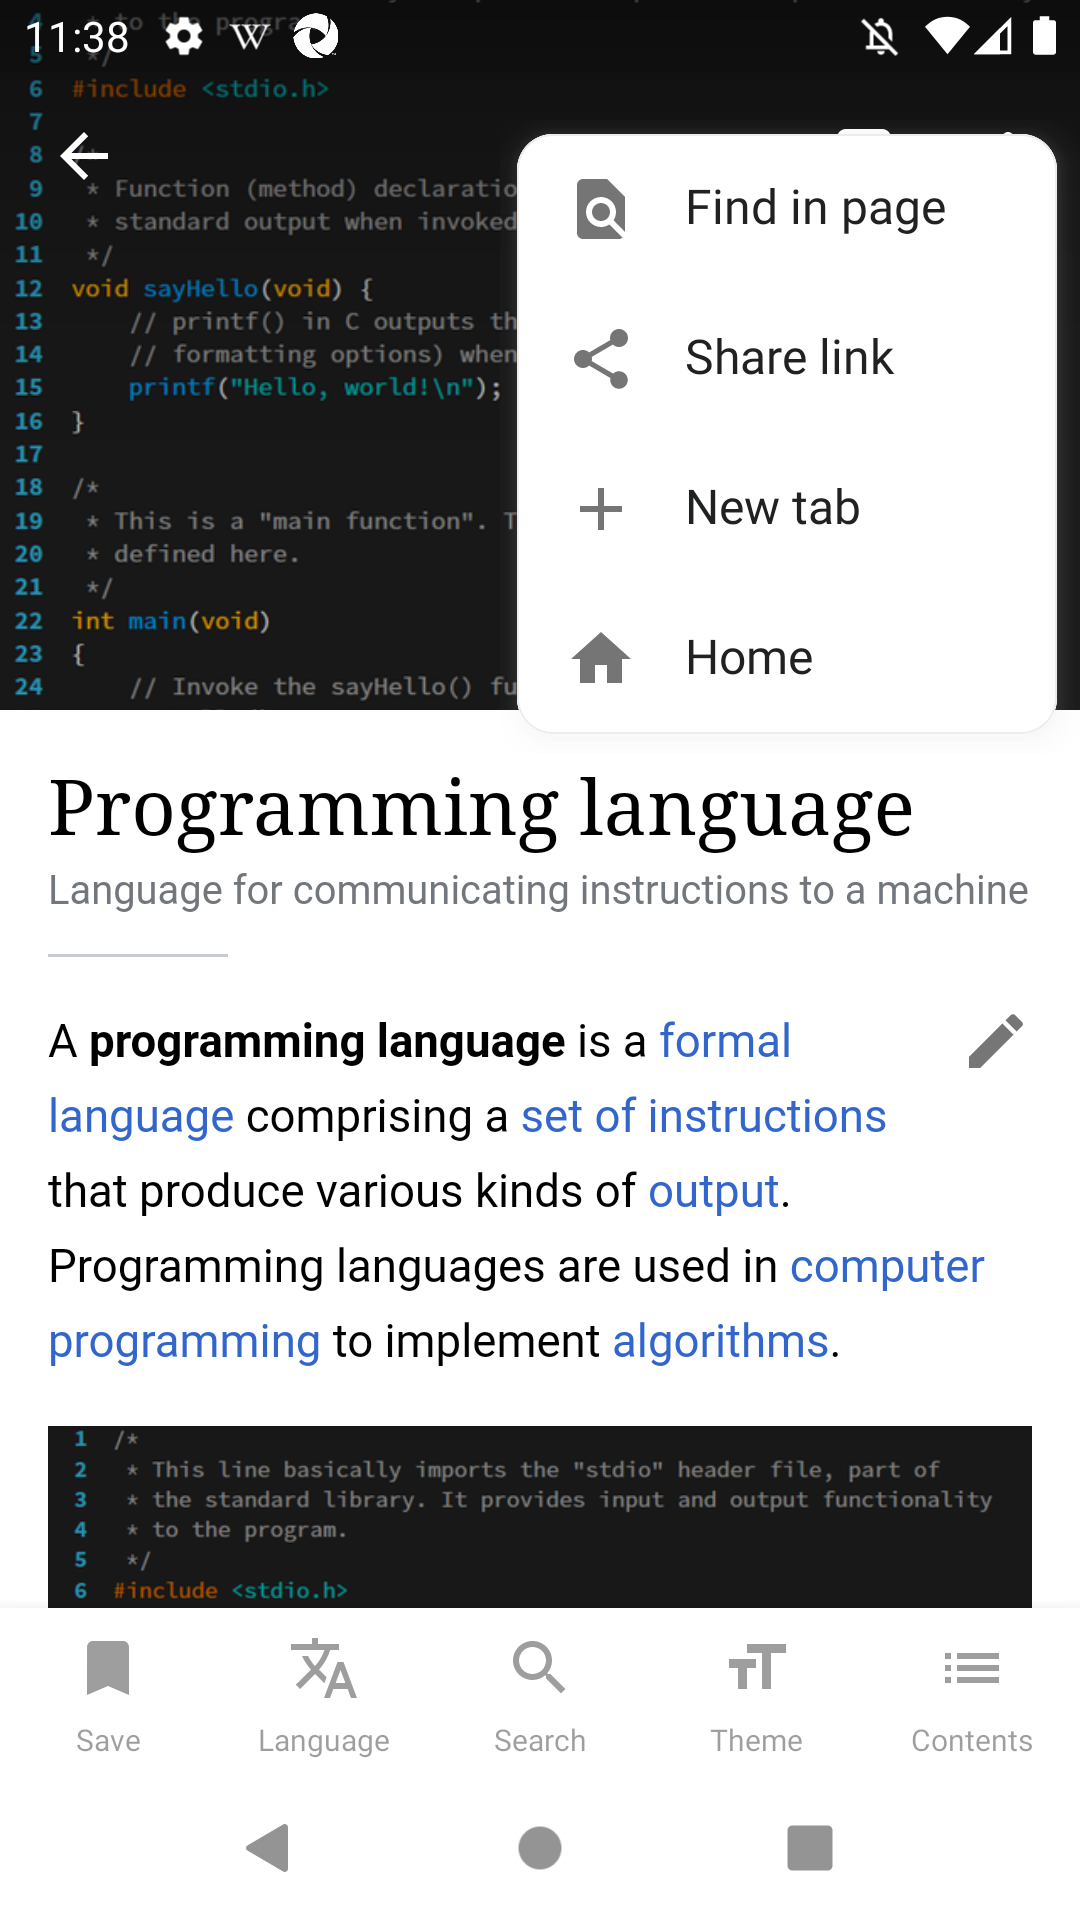 11:38
4 * to the progra
5 */
6 #include <stdio.h>
7
8
9 * Function (method) declaratio
10 * standard output when invoked
11 */
12 void sayHello(void) {
13 // printf() in C outputs th
14 // formatting options) when
15 printf("Hello, world!\n");
16 }
17
18 /*
19 * This is a "main function". T
20 * defined here.
21 */
22 int main(void)
23 {
24 // Invoke the sayHello() fu
Find in page
Share link
New tab
Home
Programming language
Language for communicating instructions to a machine
A programming language is a formal
language comprising a set of instructions
that produce various kinds of output.
Programming languages are used in computer
programming to implement algorithms.
1 /*
2 * This line basically imports the "stdio" header file, part of
3 * the standard library. It provides input and output functionality
4 * to the program.
5 */
6 #include <stdio.h>
Save
Language
Search
Theme
Contents